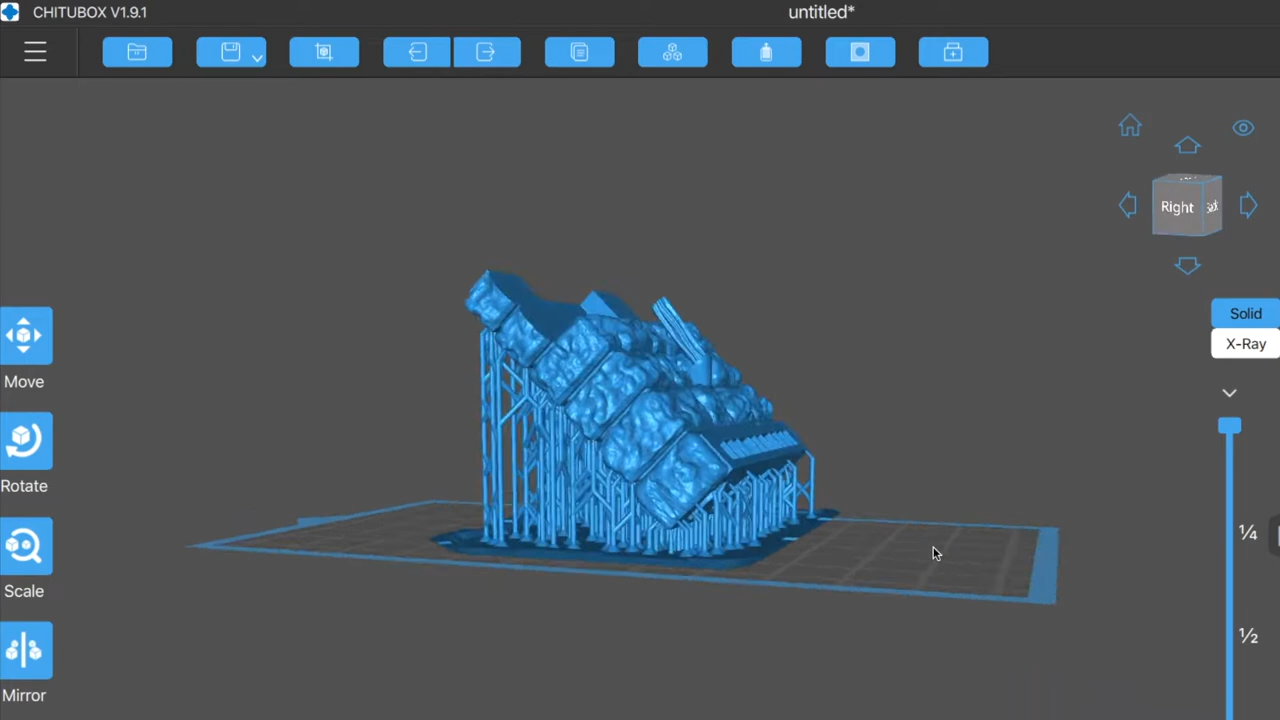 CHITUBOX V1.9.1
untitled*
Right
Solid
X-Ray
Move
Rotate
1/4
Scale
1/2
Mirror